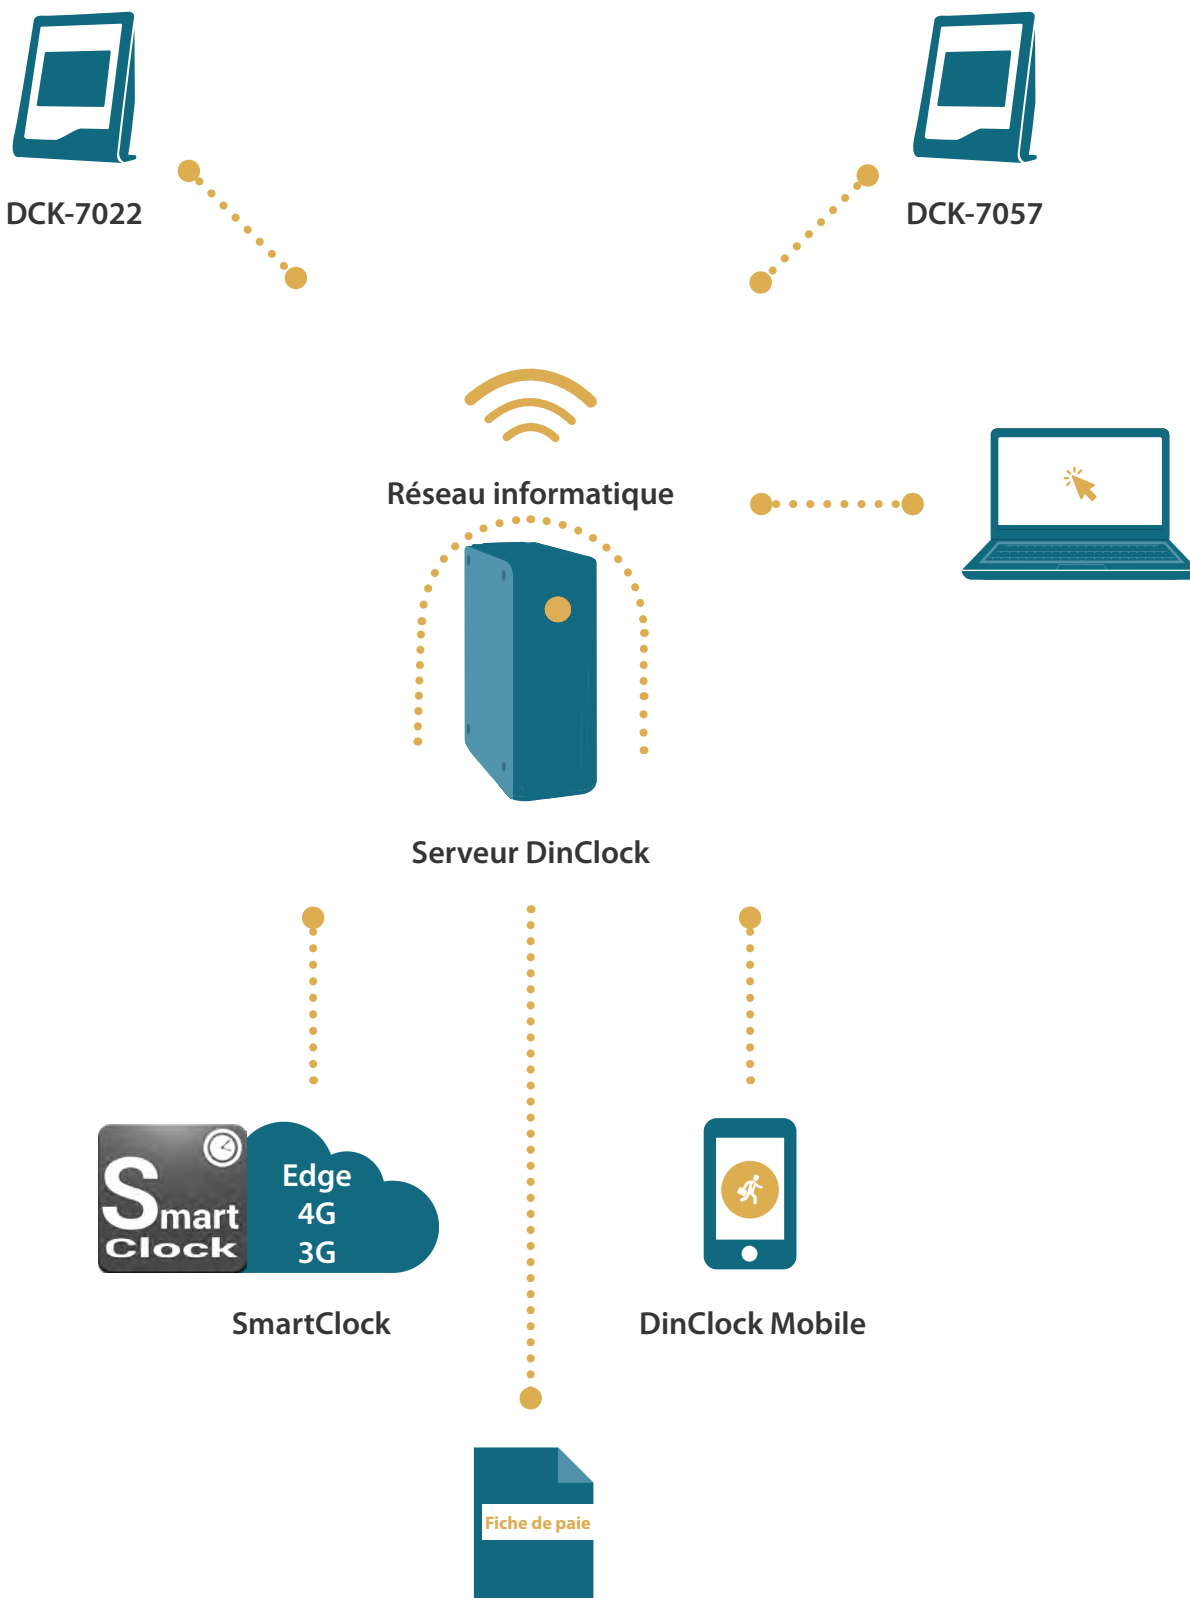 DCK-7022
DCK-7057
Réseau informatique
Serveur DinClock
Smart
Clock
Edge
4G
3G
SmartClock
DinClock Mobile
Fiche de paie